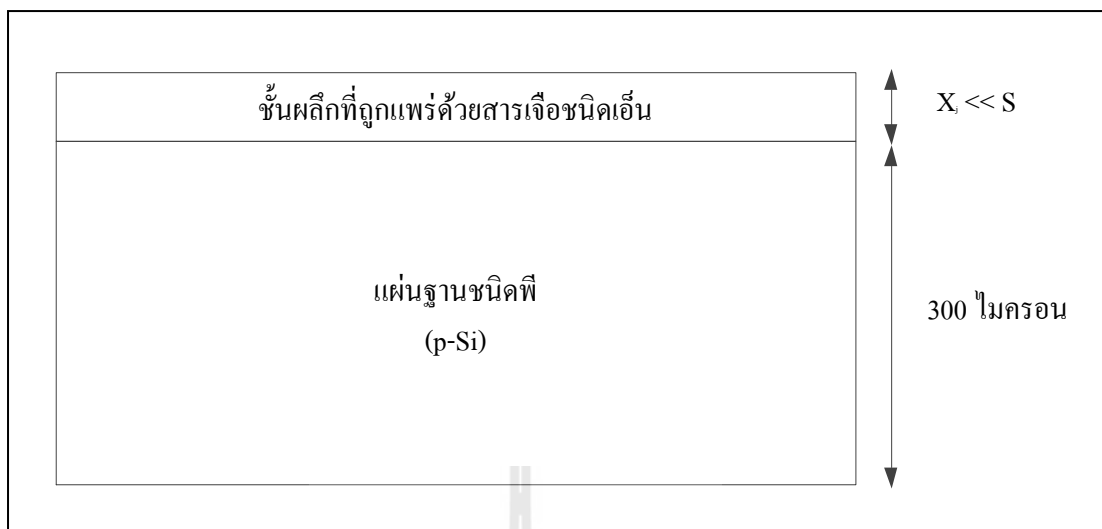 ชั้นผลึกที่ถูกแพร่ด้วยสารเจือชนิดเอ็น
Xj << S
แผ่นฐานชนิดพี
(p-Si)
300 ไมครอน